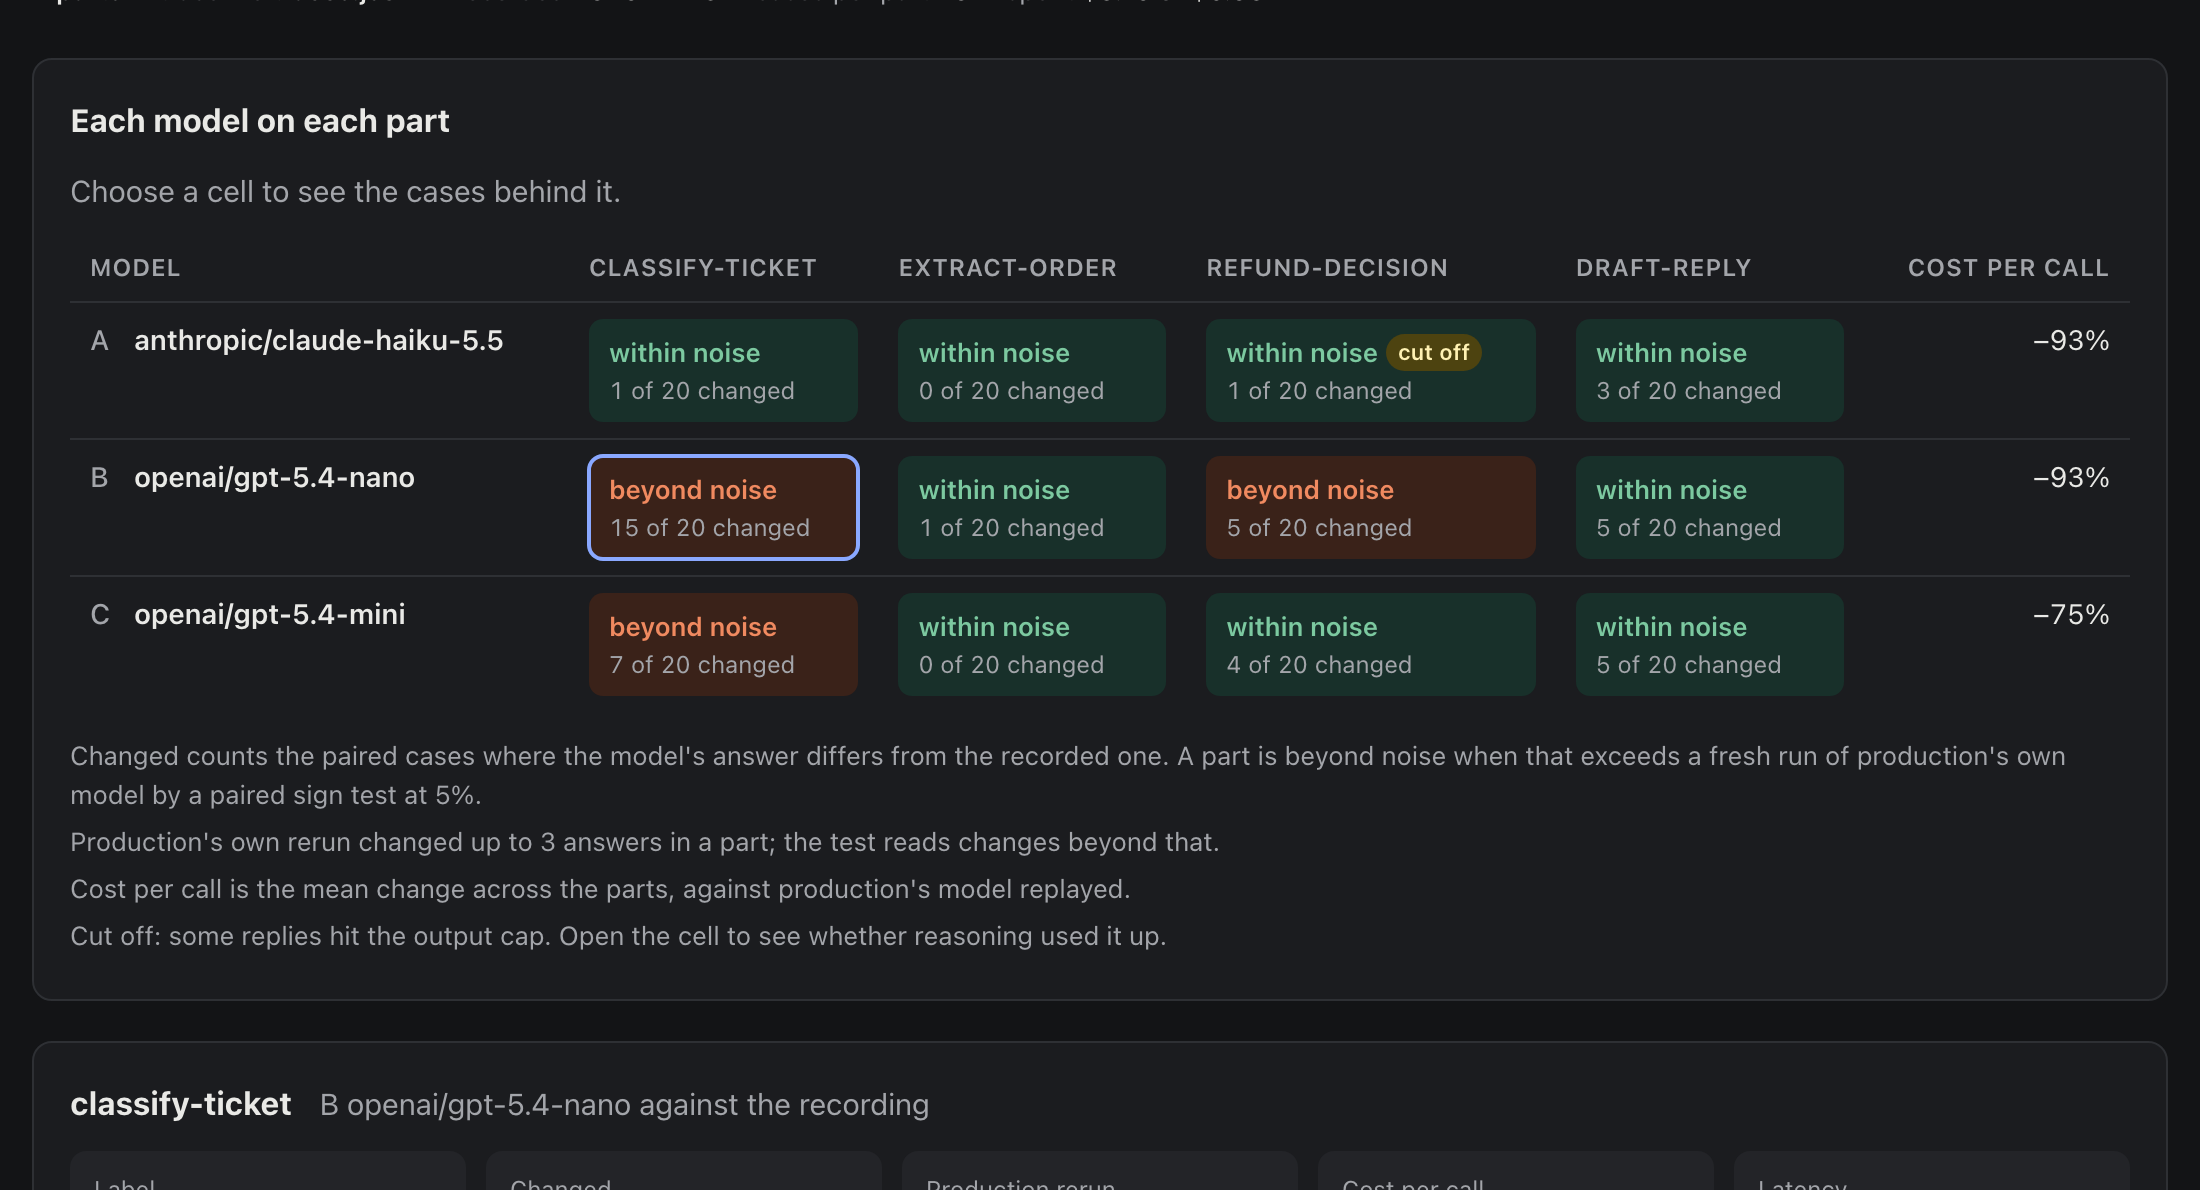 Each model on each part
Choose a cell to see the cases behind it.
MODEL CLASSIFY-TICKET EXTRACT-ORDER REFUND-DECISION DRAFT-REPLY COST PER CALL
A anthropic/claude-haiku-5.5 within noise within noise within noise cut off within noise −93%
1 of 20 changed 0 of 20 changed 1 of 20 changed 3 of 20 changed
B openai/gpt-5.4-nano beyond noise within noise beyond noise within noise −93%
15 of 20 changed 1 of 20 changed 5 of 20 changed 5 of 20 changed
C openai/gpt-5.4-mini beyond noise within noise within noise within noise −75%
7 of 20 changed 0 of 20 changed 4 of 20 changed 5 of 20 changed
Changed counts the paired cases where the model's answer differs from the recorded one. A part is beyond noise when that exceeds a fresh run of production's own
model by a paired sign test at 5%.
Production's own rerun changed up to 3 answers in a part; the test reads changes beyond that.
Cost per call is the mean change across the parts, against production's model replayed.
Cut off: some replies hit the output cap. Open the cell to see whether reasoning used it up.
classify-ticket B openai/gpt-5.4-nano against the recording
Label Changed Production rerun Cost per call Latency